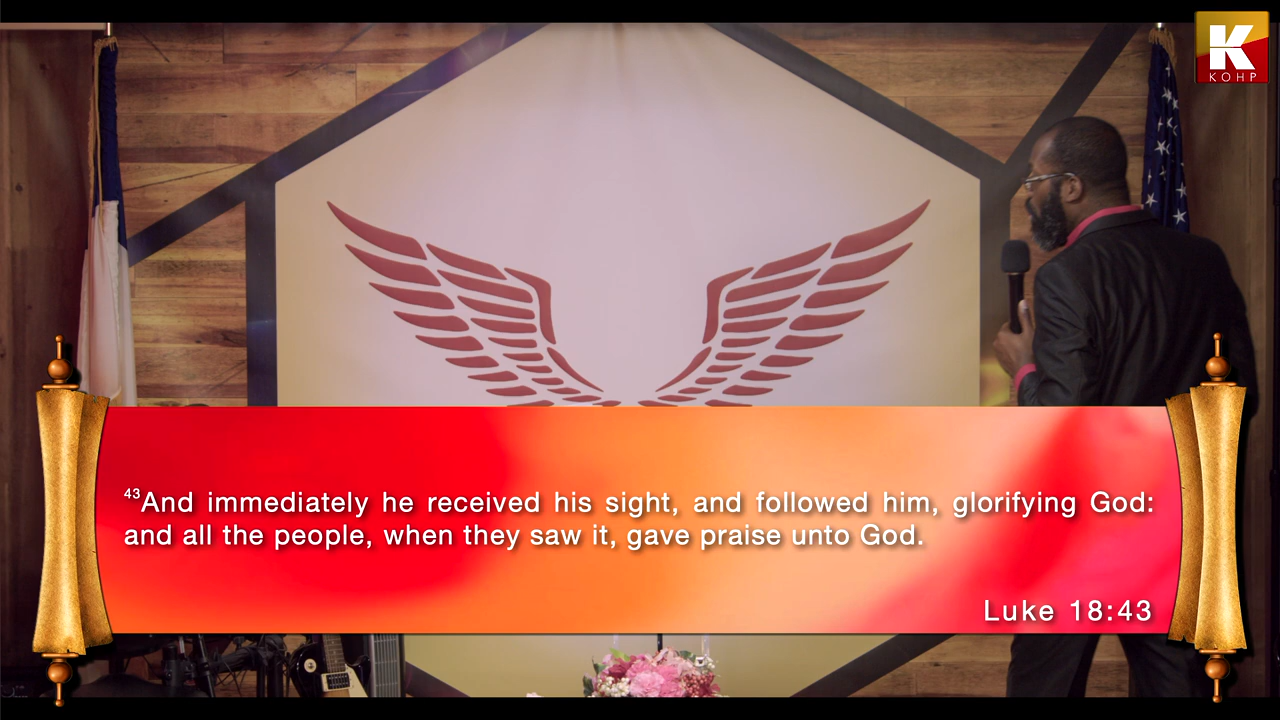 K
KOHP
43And immediately he received his sight, and followed him, glorifying God:
and all the people, when they saw it, gave praise unto God.
Luke 18:43